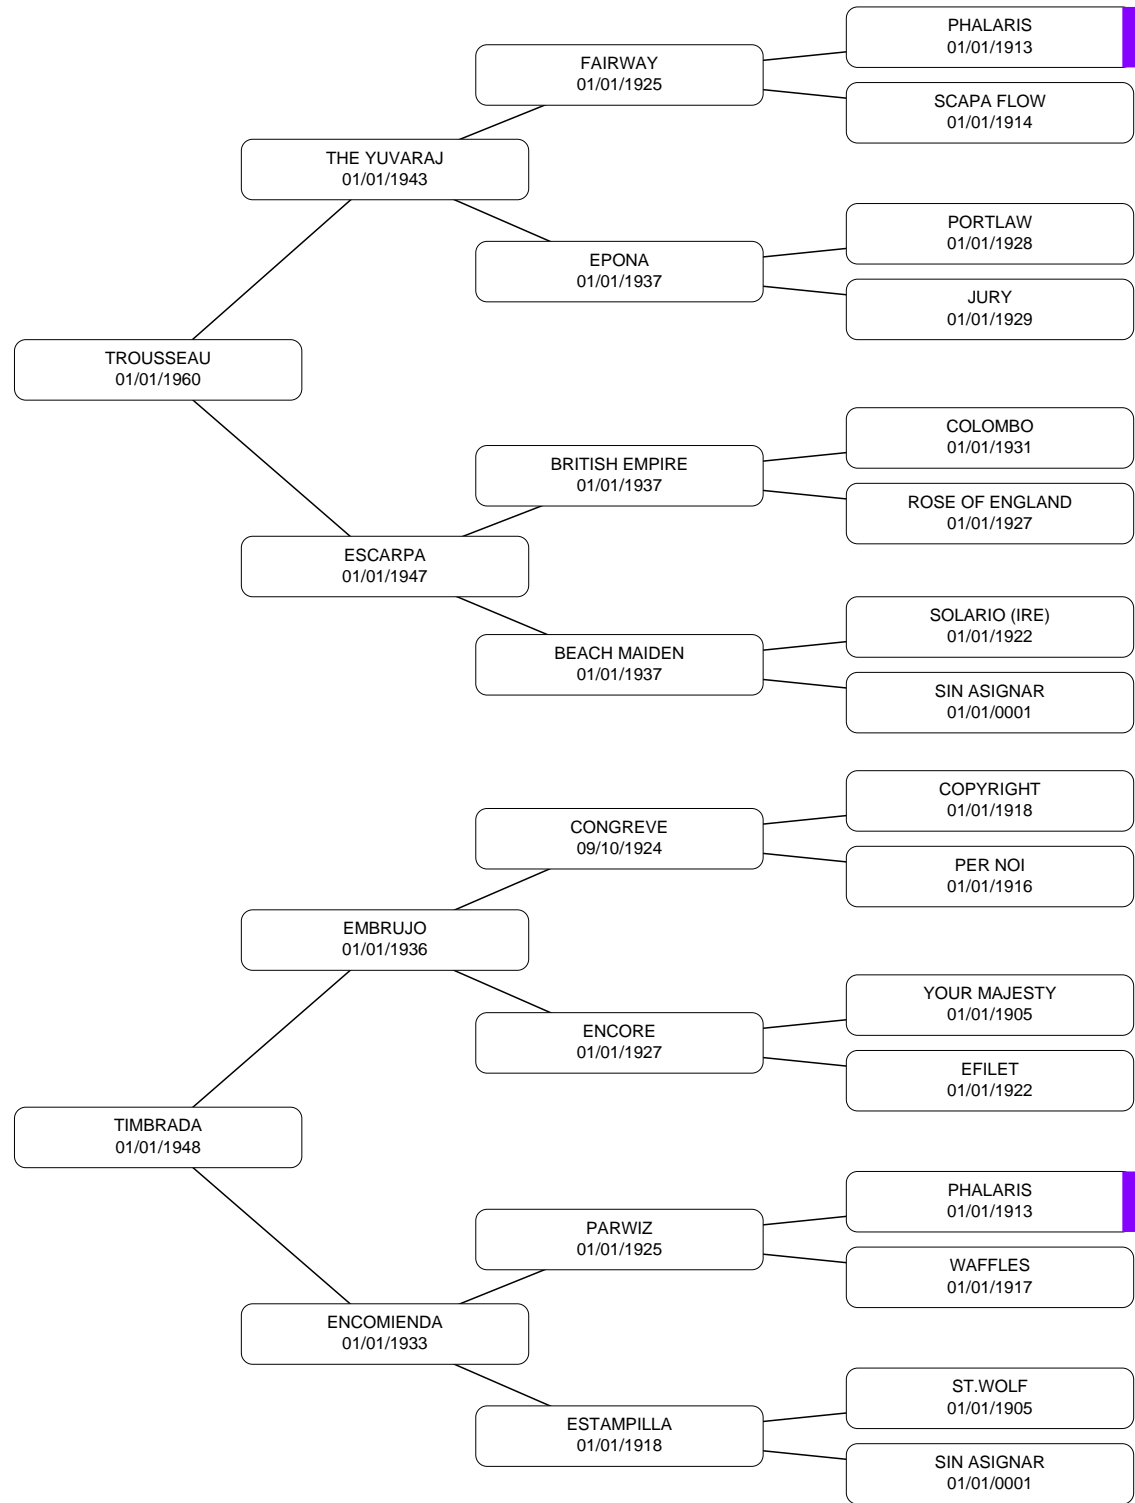 PHALARIS
01/01/1913
FAIRWAY
01/01/1925
SCAPA FLOW
01/01/1914
THE YUVARAJ
01/01/1943
PORTLAW
01/01/1928
EPONA
01/01/1937
JURY
01/01/1929
TROUSSEAU
01/01/1960
COLOMBO
01/01/1931
BRITISH EMPIRE
01/01/1937
ROSE OF ENGLAND
01/01/1927
ESCARPA
01/01/1947
SOLARIO (IRE)
01/01/1922
BEACH MAIDEN
01/01/1937
SIN ASIGNAR
01/01/0001
COPYRIGHT
01/01/1918
CONGREVE
09/10/1924
PER NOI
01/01/1916
EMBRUJO
01/01/1936
YOUR MAJESTY
01/01/1905
ENCORE
01/01/1927
EFILET
01/01/1922
TIMBRADA
01/01/1948
PHALARIS
01/01/1913
PARWIZ
01/01/1925
WAFFLES
01/01/1917
ENCOMIENDA
01/01/1933
ST.WOLF
01/01/1905
ESTAMPILLA
01/01/1918
SIN ASIGNAR
01/01/0001